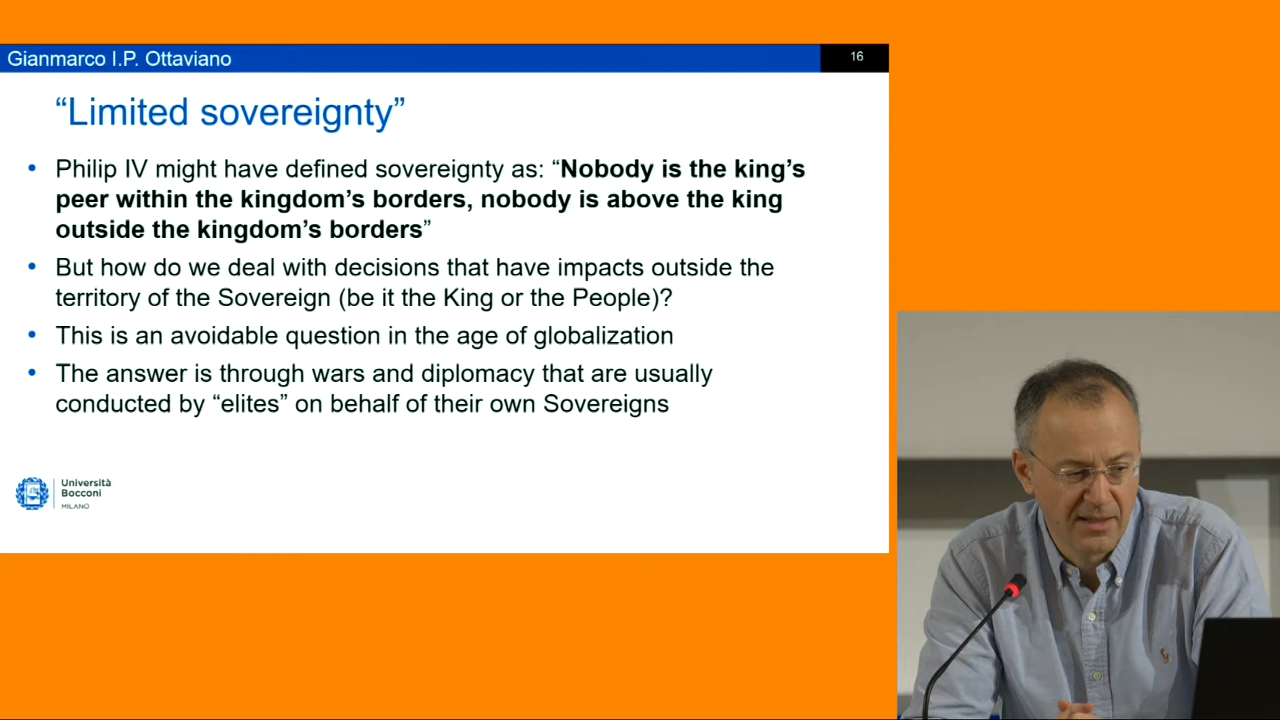 Gianmarco I.P. Ottaviano
16
“Limited sovereignty”
• Philip IV might have defined sovereignty as: “Nobody is the king’s
peer within the kingdom’s borders, nobody is above the king
outside the kingdom’s borders”
• But how do we deal with decisions that have impacts outside the
territory of the Sovereign (be it the King or the People)?
• This is an avoidable question in the age of globalization
• The answer is through wars and diplomacy that are usually
conducted by “elites” on behalf of their own Sovereigns
Università
Bocconi
MILANO